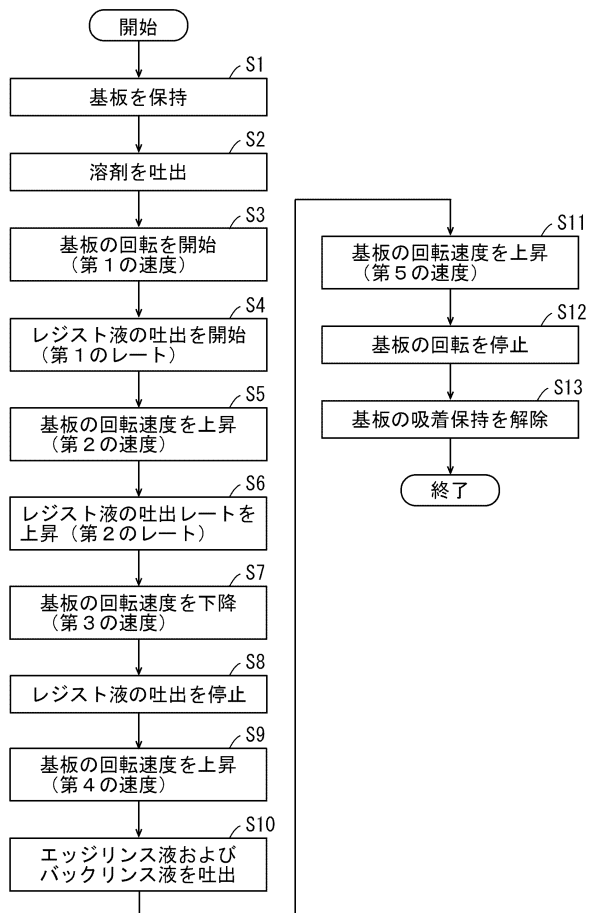 開始
S1
基板を保持
S2
溶剤を吐出
S3
基板の回転を開始
(第1の速度)
S4
レジスト液の吐出を開始
(第1のレート)
S5
基板の回転速度を上昇
(第2の速度)
S6
レジスト液の吐出レートを
上昇(第2のレート)
S7
基板の回転速度を下降
(第3の速度)
S8
レジスト液の吐出を停止
S9
基板の回転速度を上昇
(第4の速度)
S10
エッジリンス液および
バックリンス液を吐出
S11
基板の回転速度を上昇
(第5の速度)
S12
基板の回転を停止
S13
基板の吸着保持を解除
終了